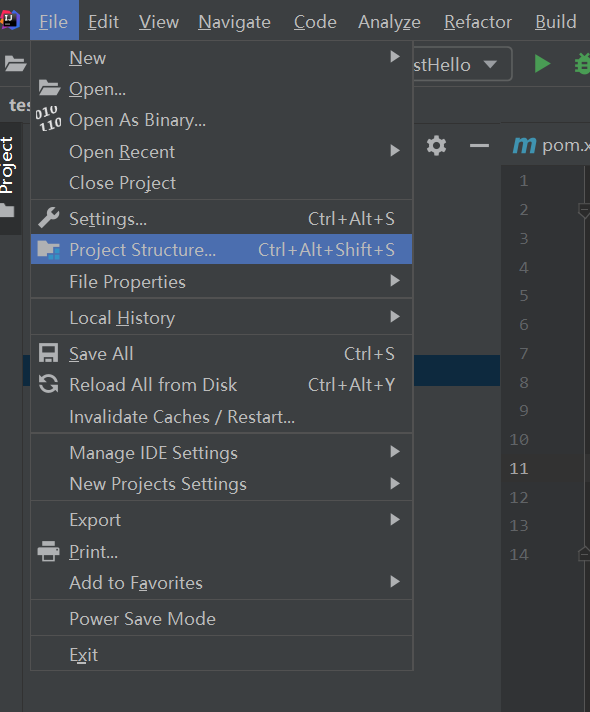 File Edit View Navigate Code Analyze Refactor Build
New
stHello
Open...
tes
Open As Binary...
Project
Open Recent
pom.x
Close Project
Settings... Ctrl+Alt+S
Project Structure... Ctrl+Alt+Shift+S
File Properties
Local History
Save All Ctrl+S
Reload All from Disk Ctrl+Alt+Y
Invalidate Caches / Restart...
Manage IDE Settings
New Projects Settings
Export
Print...
Add to Favorites
Power Save Mode
Exit
1
2
3
4
5
6
7
8
9
10
11
12
13
14